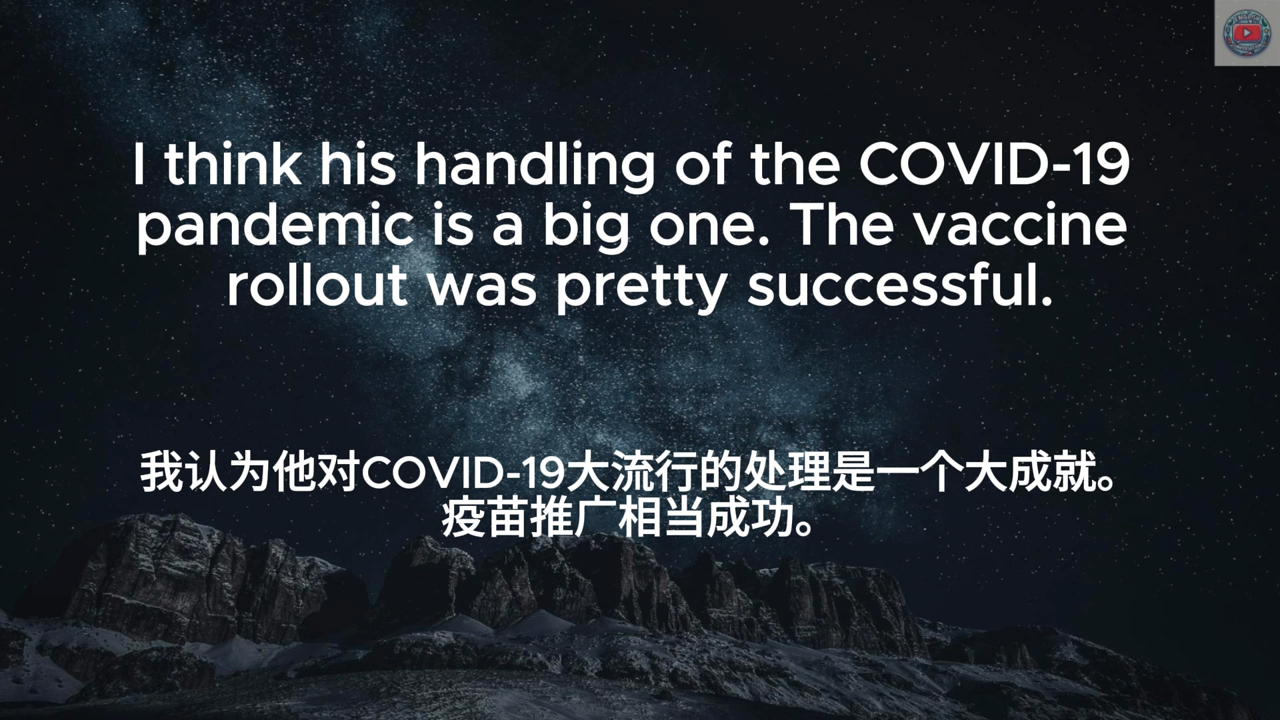 I think his handling of the COVID-19
pandemic is a big one. The vaccine
rollout was pretty successful.
我认为他对COVID-19大流行的处理是一个大成就。
疫苗推广相当成功。